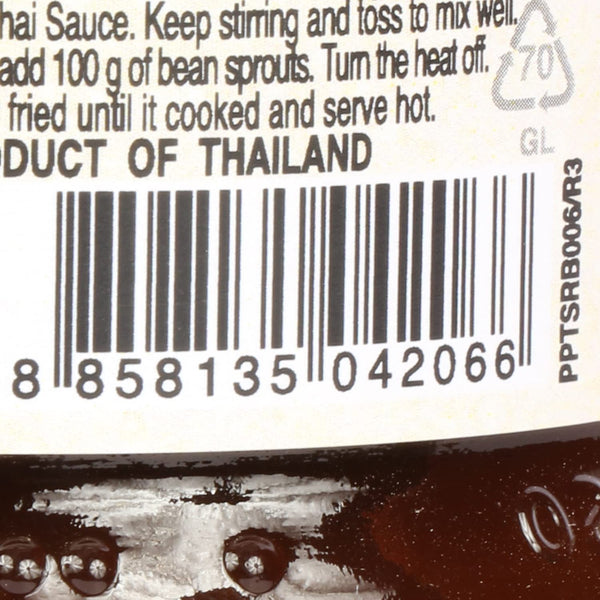 hai Sauce. Keep stirring and toss to mix well.
add 100 g of bean sprouts. Turn the heat off.
fried until it cooked and serve hot.
DUCT OF THAILAND
70
GL
8 858135 042066
PPTSRB006/R3